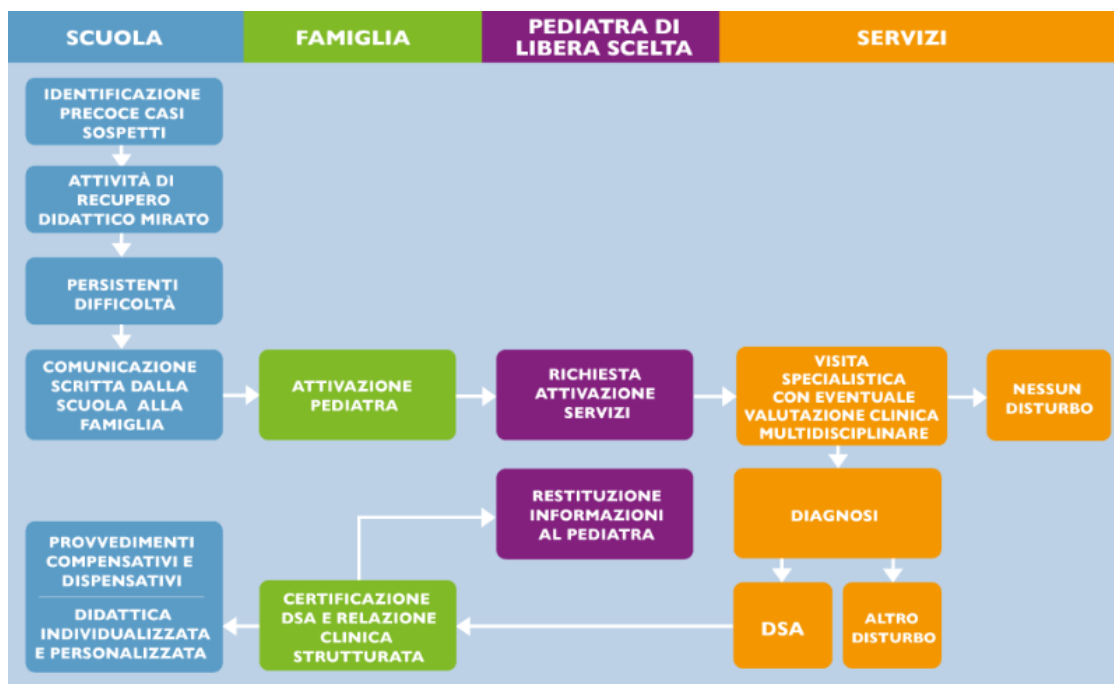 SCUOLA
FAMIGLIA
PEDIATRA DI
LIBERA SCELTA
SERVIZI
IDENTIFICAZIONE
PRECOCE CASI
SOSPETTI
ATTIVITÀ DI
RECUPERO
DIDATTICO MIRATO
PERSISTENTI
DIFFICOLTÀ
COMUNICAZIONE
SCRITTA DALLA
SCUOLA ALLA
FAMIGLIA
ATTIVAZIONE
PEDIATRA
RICHIESTA
ATTIVAZIONE
SERVIZI
VISITA
SPECIALISTICA
CON EVENTUALE
VALUTAZIONE CLINICA
MULTIDISCIPLINARE
NESSUN
DISTURBO
RESTITUZIONE
INFORMAZIONI
AL PEDIATRA
DIAGNOSI
PROVVEDIMENTI
COMPENSATIVI E
DISPENSATIVI
DIDATTICA
INDIVIDUALIZZATA
E PERSONALIZZATA
CERTIFICAZIONE
DSA E RELAZIONE
CLINICA
STRUTTURATA
DSA
ALTRO
DISTURBO